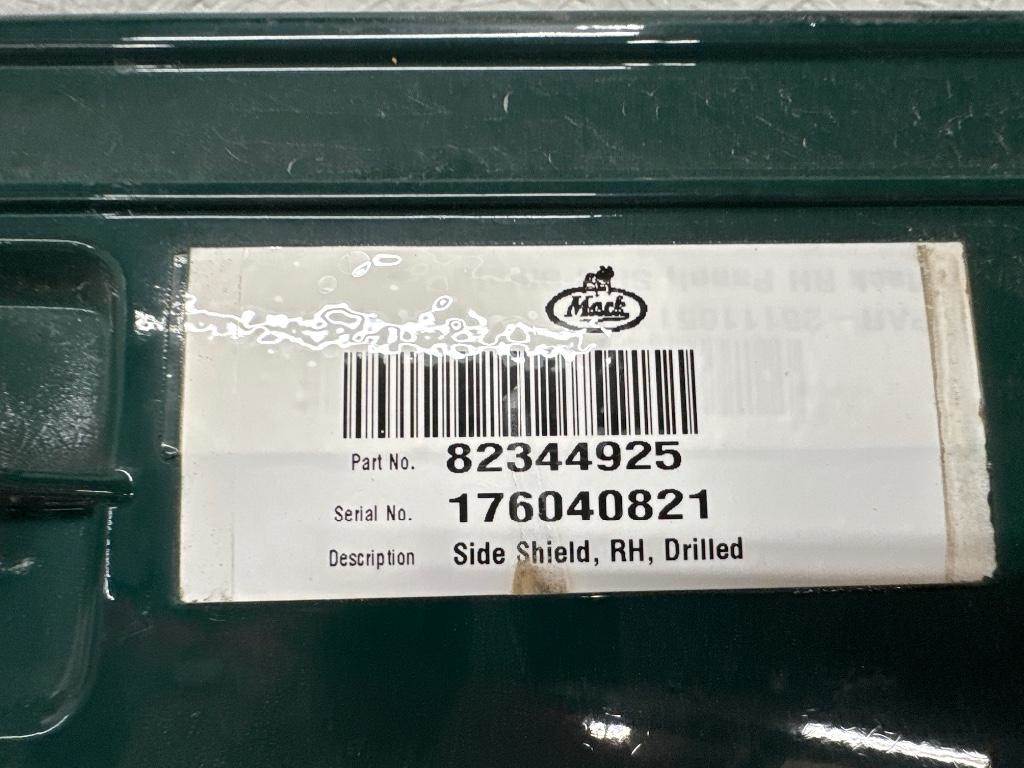 Mack
Part No. 82344925
Serial No. 176040821
Description Side Shield, RH, Drilled